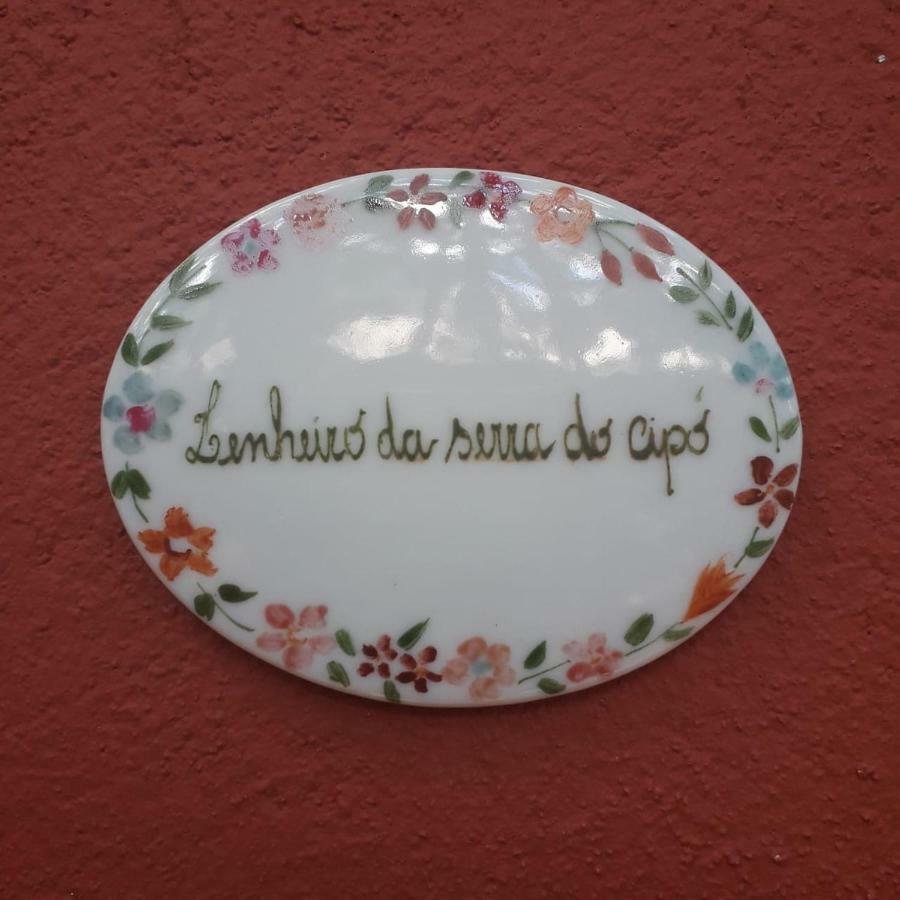 Lenheiro da serra do cipó